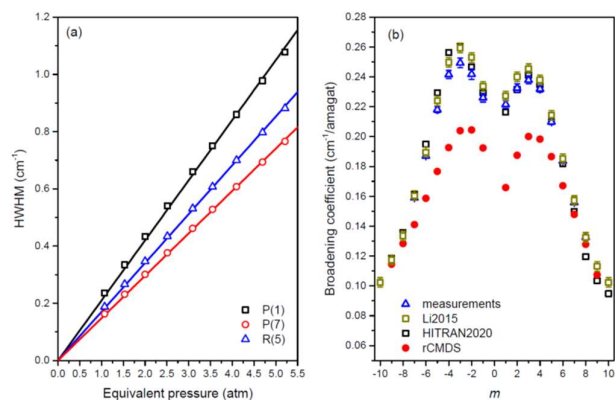 (a)
HWHM (cm⁻¹)
1.2
1.0
0.8
0.6
0.4
0.2
0.0
0.0 0.5 1.0 1.5 2.0 2.5 3.0 3.5 4.0 4.5 5.0 5.5
Equivalent pressure (atm)
P(1)
P(7)
R(5)
(b)
Broadening coefficient (cm⁻¹/amagat)
0.28
0.26
0.24
0.22
0.20
0.18
0.16
0.14
0.12
0.10
0.08
0.06
-10 -8 -6 -4 -2 0 2 4 6 8 10
m
measurements
Li2015
HITRAN2020
rCMDS